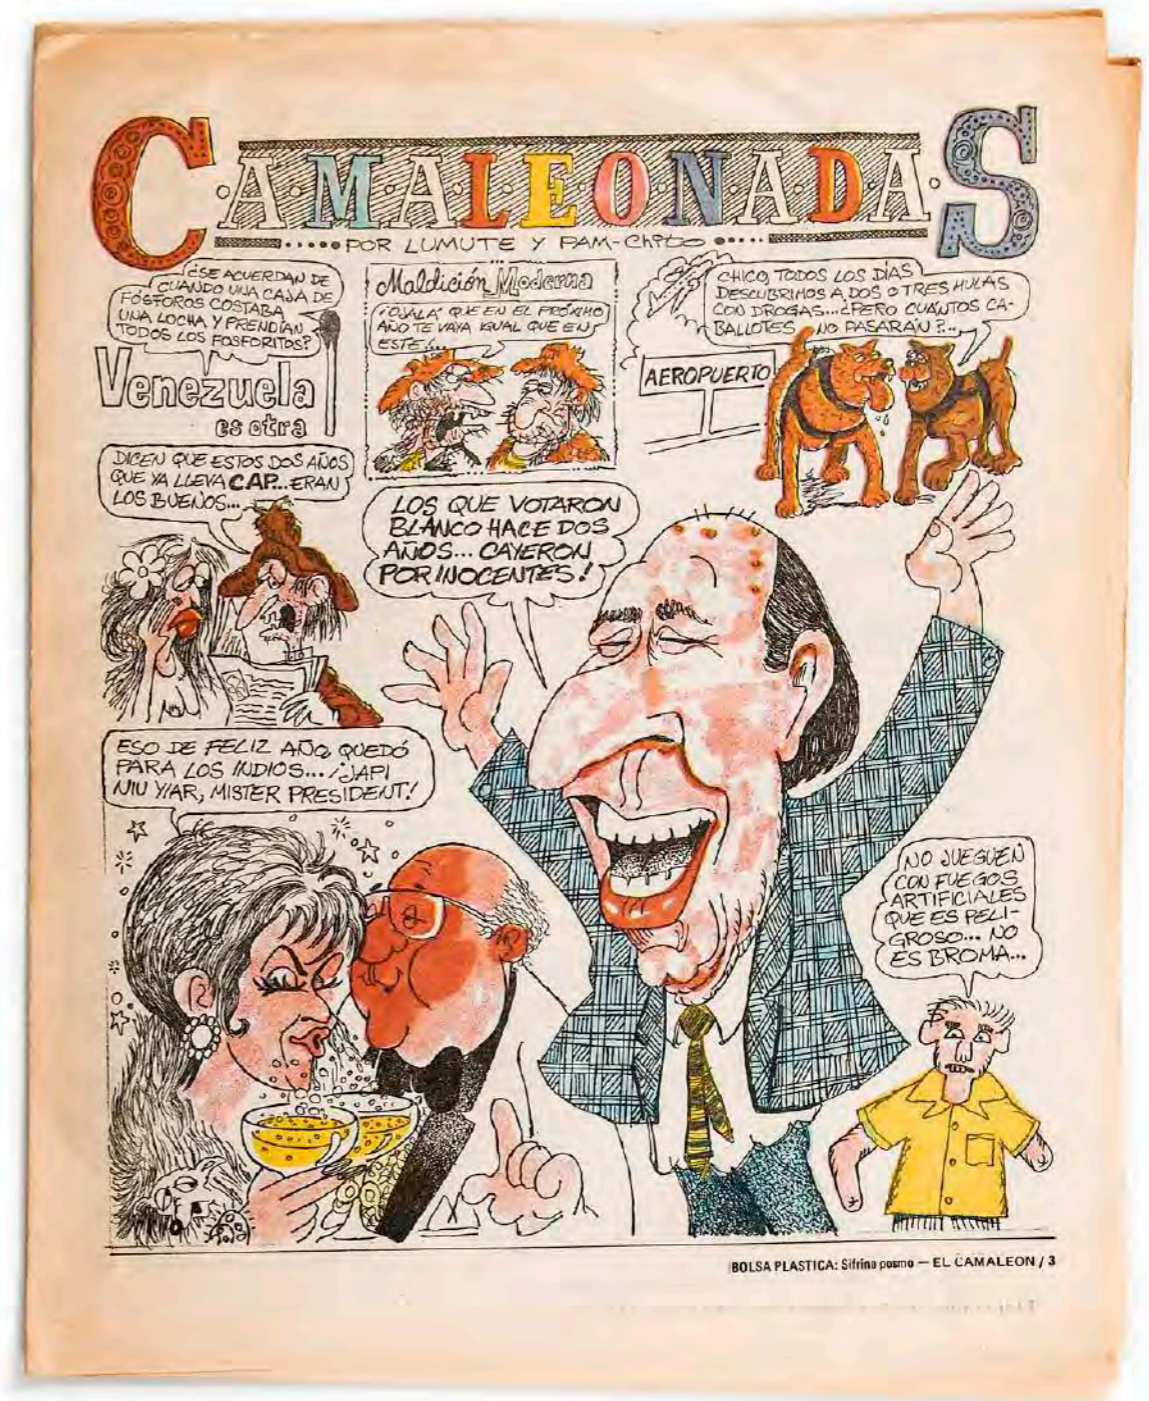 CAMALEONADAS
POR LUMUTE Y PAM-CHITO
¿SE ACUERDAN DE
CUANDO UNA CAJA DE
FÓSFOROS COSTABA
UNA LOCHA Y PRENDÍAN
TODOS LOS FOSFORITOS?
Venezuela
es otra
Maldición Moderna
¡OJALA' QUE EN EL PRÓXIMO
AÑO TE VAYA IGUAL QUE EN
ESTE...
CHICO, TODOS LOS DÍAS
DESCUBRIMOS A DOS O TRES MULAS
CON DROGAS... ¿PERO CUÁNTOS CA-
BALLOTES NO PASARÁN?...
AEROPUERTO
DICEN QUE ESTOS DOS AÑOS
QUE YA LLEVA CAP... ERAN
LOS BUENOS...
LOS QUE VOTARON
BLANCO HACE DOS
AÑOS... CAYERON
POR INOCENTES!
ESO DE FELIZ AÑO, QUEDÓ
PARA LOS INDIOS... ¡JAPI
NIU YIAR, MISTER PRESIDENT!
NO JUEGUEN
CON FUEGOS
ARTIFICIALES
QUE ES PELI-
GROSO... NO
ES BROMA...
BOLSA PLASTICA: Sifrina posmo — EL CAMALEON / 3